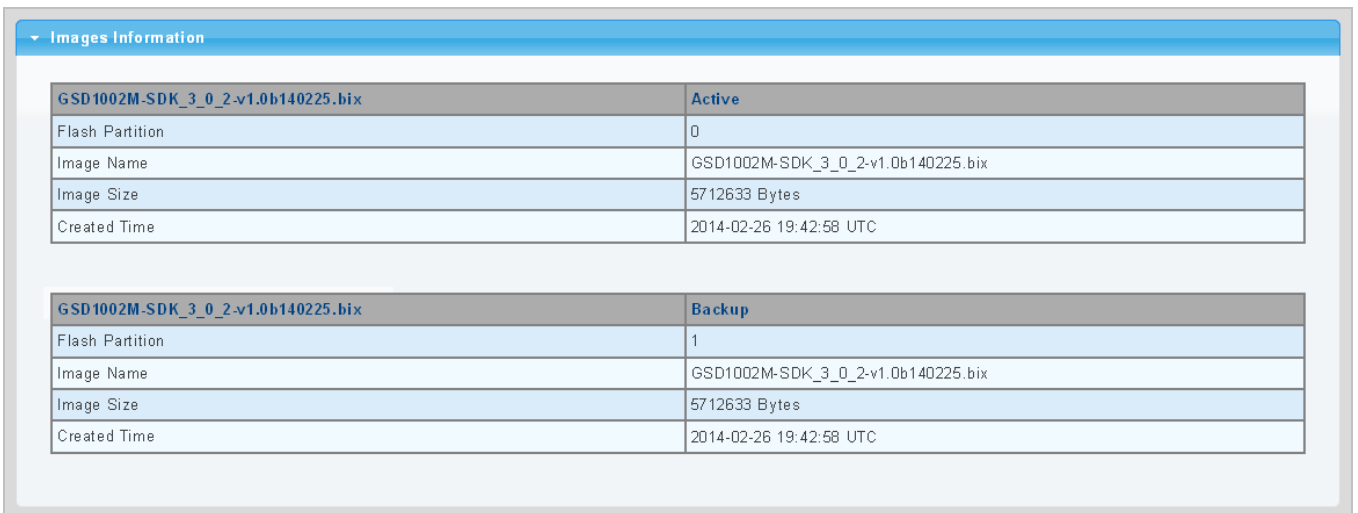 Images Information
GSD1002M-SDK_3_0_2-v1.0b140225.bix Active
Flash Partition 0
Image Name GSD1002M-SDK_3_0_2-v1.0b140225.bix
Image Size 5712633 Bytes
Created Time 2014-02-26 19:42:58 UTC
GSD1002M-SDK_3_0_2-v1.0b140225.bix Backup
Flash Partition 1
Image Name GSD1002M-SDK_3_0_2-v1.0b140225.bix
Image Size 5712633 Bytes
Created Time 2014-02-26 19:42:58 UTC